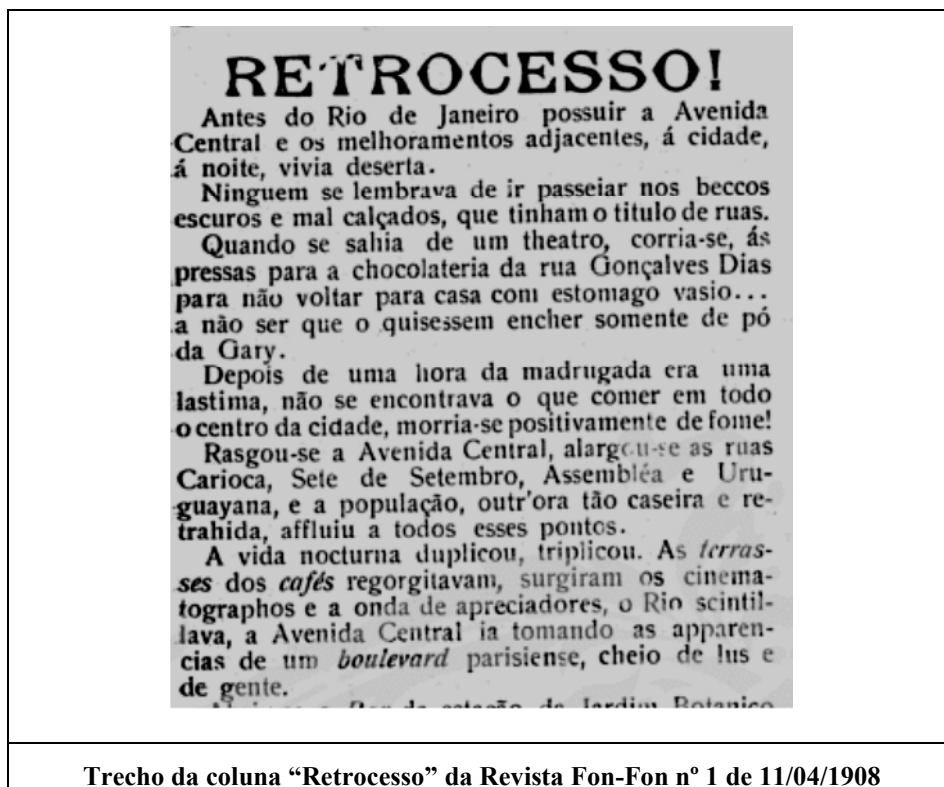 RETROCESSO!
Antes do Rio de Janeiro possuir a Avenida
Central e os melhoramentos adjacentes, á cidade,
á noite, vivia deserta.
Ninguem se lembrava de ir passeiar nos beccos
escuros e mal calçados, que tinham o titulo de ruas.
Quando se sahia de um theatro, corria-se, ás
pressas para a chocolateria da rua Gonçalves Dias
para não voltar para casa com estomago vasio...
a não ser que o quisessem encher somente de pó
da Gary.
Depois de uma hora da madrugada era uma
lastima, não se encontrava o que comer em todo
o centro da cidade, morria-se positivamente de fome!
Rasgou-se a Avenida Central, alargou-se as ruas
Carioca, Sete de Setembro, Assembléa e Uru-
guayana, e a população, outr'ora tão caseira e re-
trahida, affluiu a todos esses pontos.
A vida nocturna duplicou, triplicou. As terras-
ses dos cafés regorgitavam, surgiram os cinema-
tographos e a onda de apreciadores, o Rio scintil-
lava, a Avenida Central ia tomando as apparen-
cias de um boulevard parisiense, cheio de lus e
de gente.
da estação do Jardim Botanico
Trecho da coluna “Retrocesso” da Revista Fon-Fon nº 1 de 11/04/1908